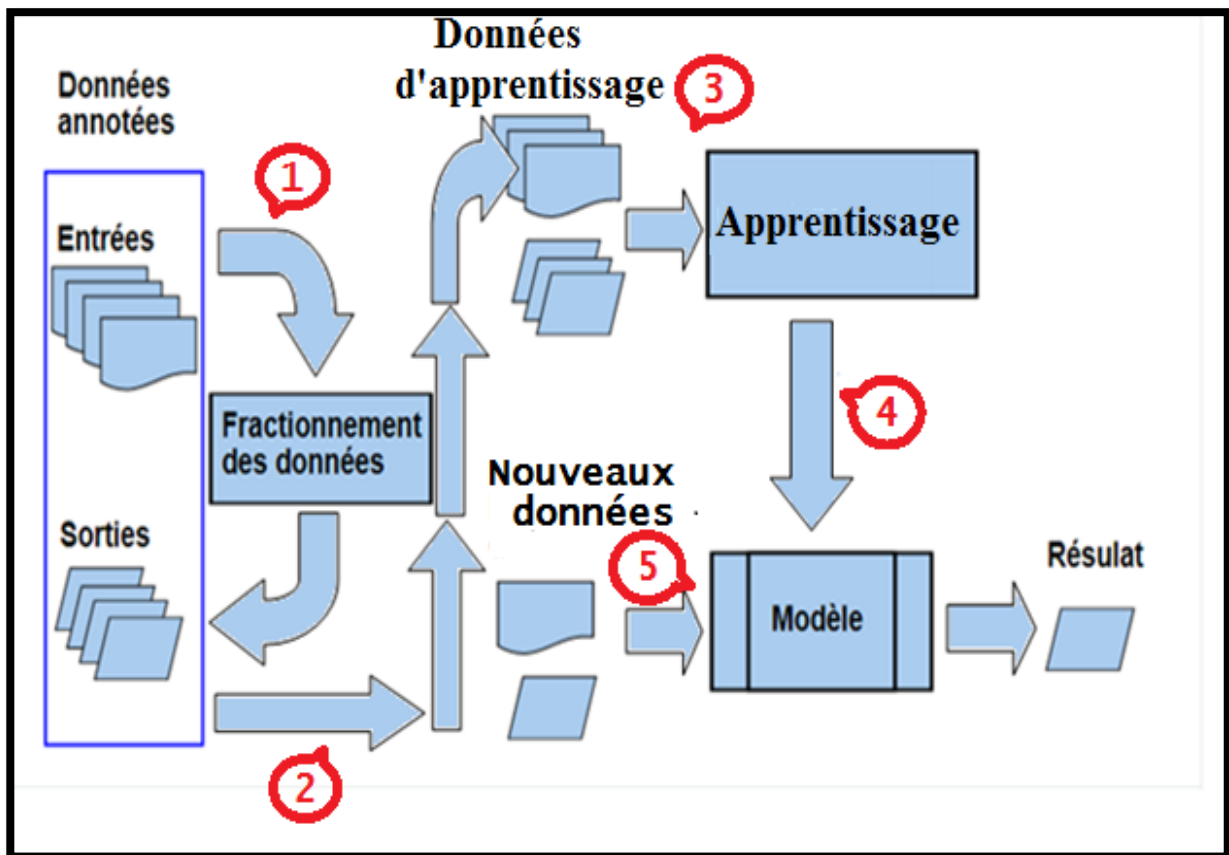 Données
d'apprentissage
3
Données
annotées
1
Entrées
Apprentissage
Fractionnement
des données
4
Nouveaux
données
Sorties
5
Modèle
Résulat
2